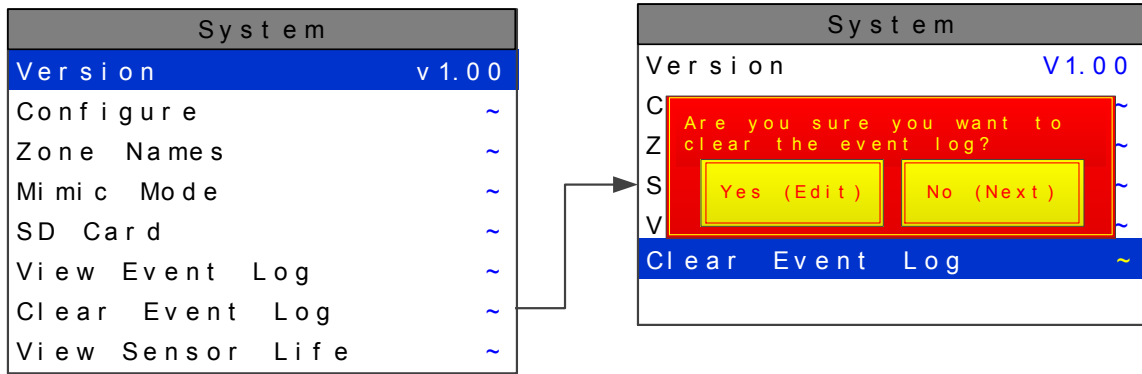 System
Version v1.00
Configure ~
Zone Names ~
Mimic Mode ~
SD Card ~
View Event Log ~
Clear Event Log ~
View Sensor Life ~
System
Version V1.00
C ~
Are you sure you want to
Z ~
clear the event log?
S ~
Yes (Edit) No (Next)
V ~
Clear Event Log ~